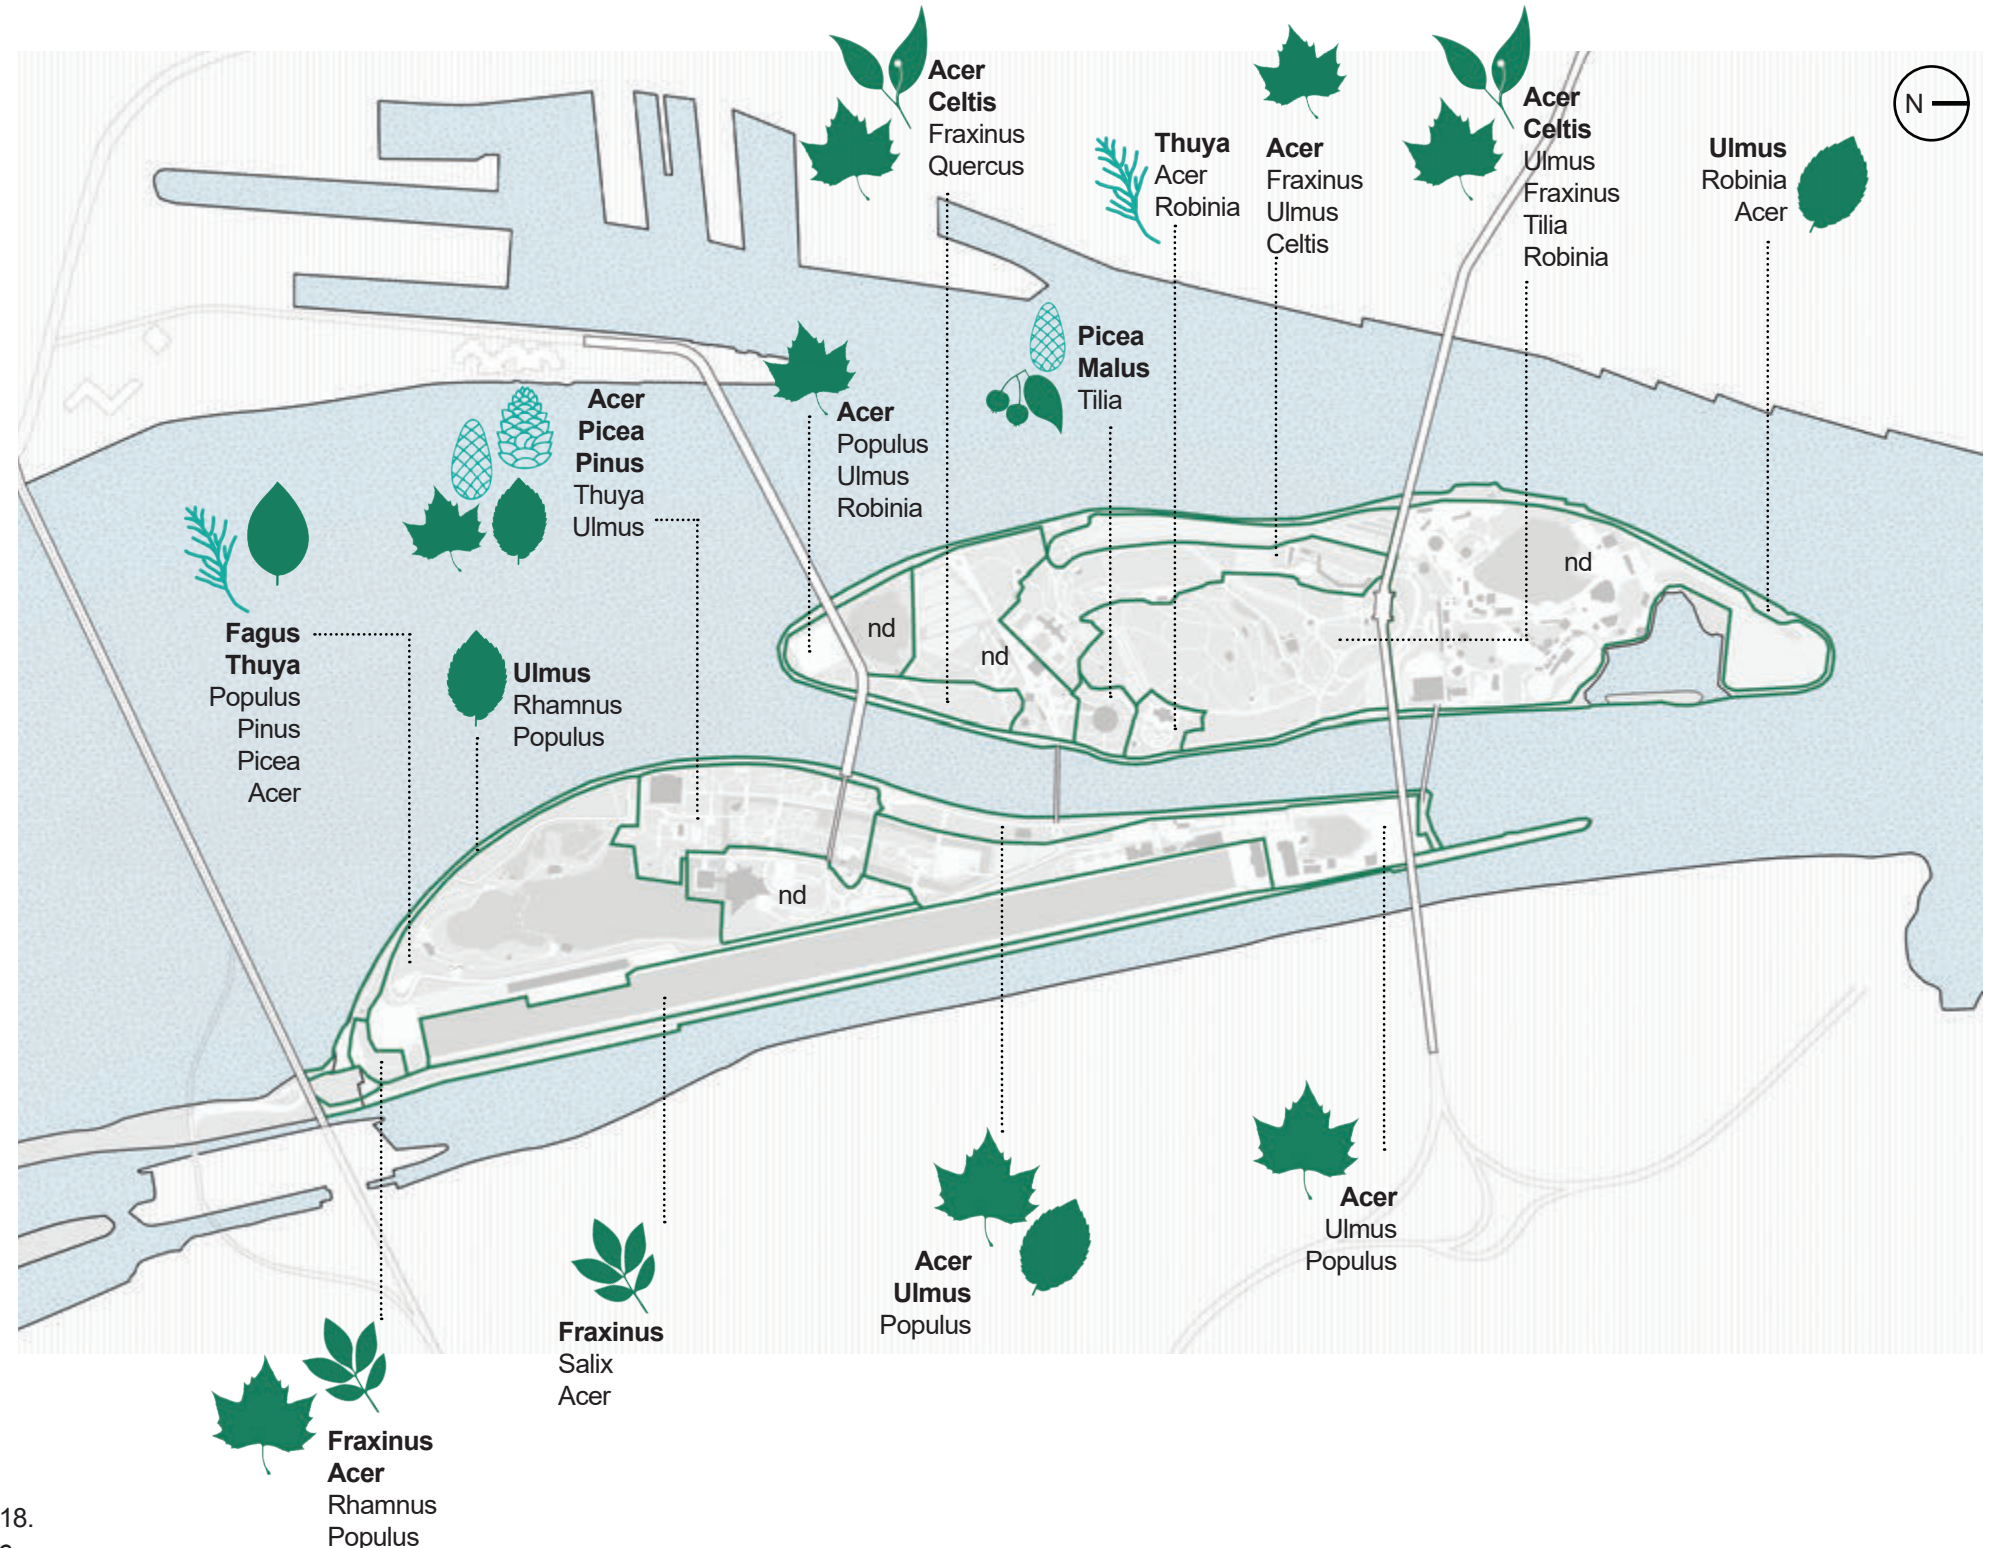 Acer
Celtis
Fraxinus
Quercus
Thuya
Acer
Robinia
Acer
Fraxinus
Ulmus
Celtis
Acer
Celtis
Ulmus
Fraxinus
Tilia
Robinia
Ulmus
Robinia
Acer
N
Picea
Malus
Tilia
Acer
Populus
Ulmus
Robinia
Acer
Picea
Pinus
Thuya
Ulmus
Fagus
Thuya
Populus
Pinus
Picea
Acer
Ulmus
Rhamnus
Populus
nd
nd
nd
nd
Acer
Ulmus
Populus
Acer
Ulmus
Populus
Fraxinus
Salix
Acer
Fraxinus
Acer
Rhamnus
Populus
18.